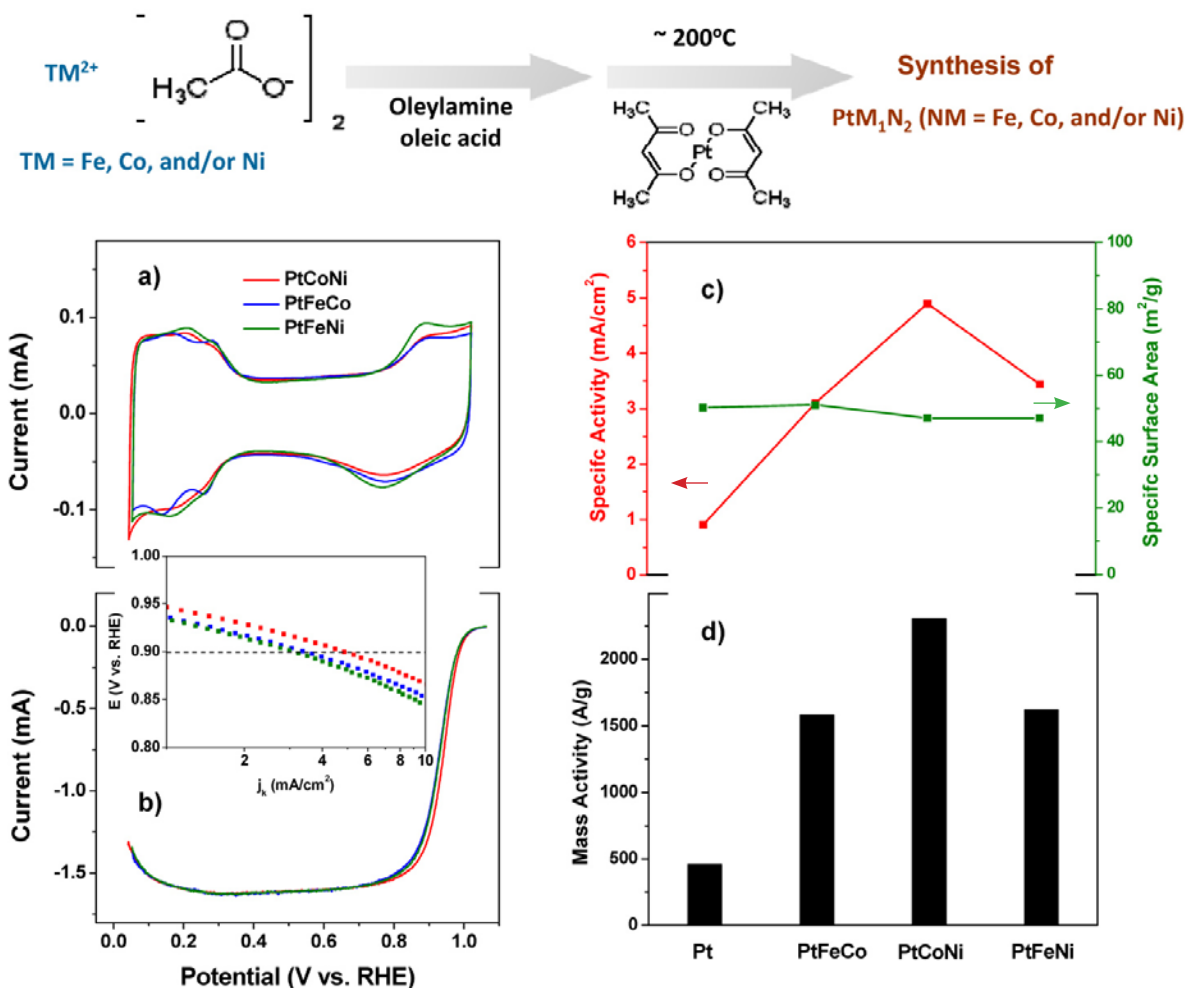 TM²⁺
O
H₃C
O⁻
2
TM = Fe, Co, and/or Ni
Oleylamine
oleic acid
~ 200°C
CH₃
CH₃
O
O
Pt
O
O
CH₃
CH₃
Synthesis of
PtM₁N₂ (NM = Fe, Co, and/or Ni)
a)
PtCoNi
PtFeCo
PtFeNi
Current (mA)
0.1
0.0
-0.1
1.00
0.95
0.90
0.85
0.80
E (V vs. RHE)
2
4
6
8
10
jₖ (mA/cm²)
b)
Current (mA)
0.0
-0.5
-1.0
-1.5
0.0
0.2
0.4
0.6
0.8
1.0
Potential (V vs. RHE)
c)
Specifc Activity (mA/cm²)
6
5
4
3
2
1
0
Specifc Surface Area (m²/g)
100
80
60
40
20
0
d)
Mass Activity (A/g)
2000
1500
1000
500
0
Pt
PtFeCo
PtCoNi
PtFeNi